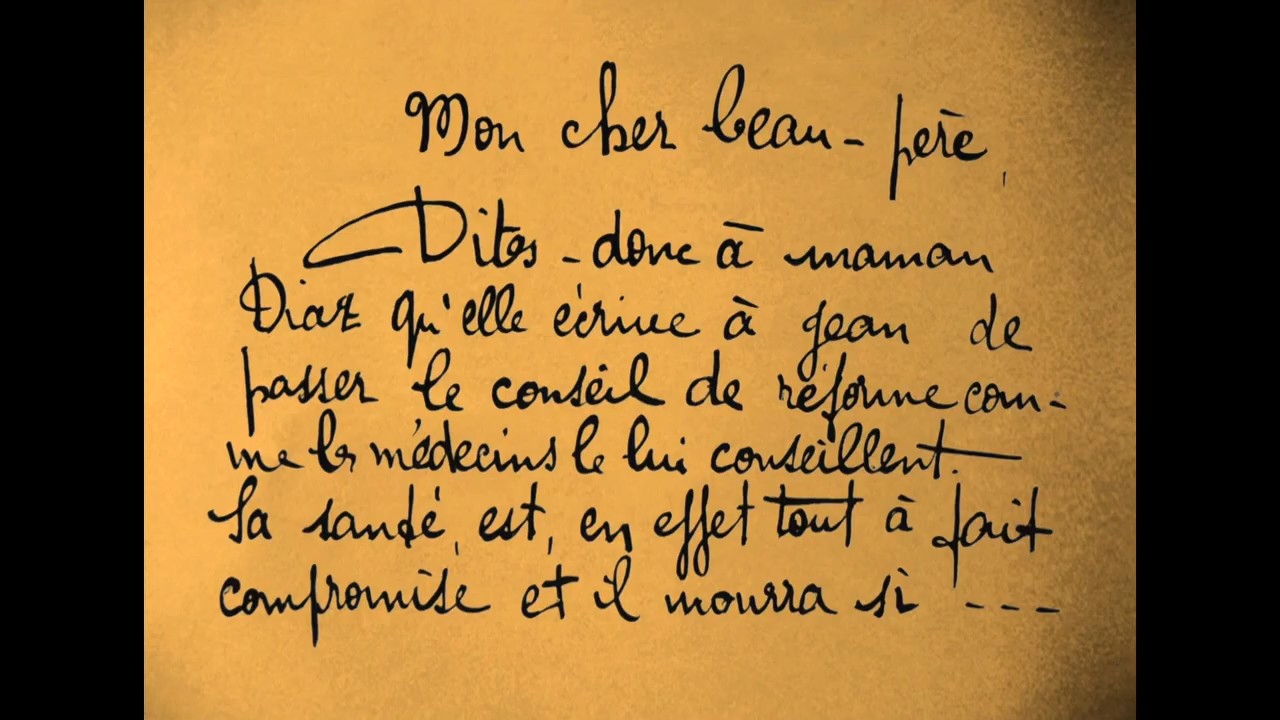 Mon cher beau-père,
Dites-donc à maman
Diaz qu'elle écrive à Jean de
passer le conseil de réforme com-
me les médecins le lui conseillent.—
Sa santé, est, en effet tout à fait
compromise et il mourra si ---